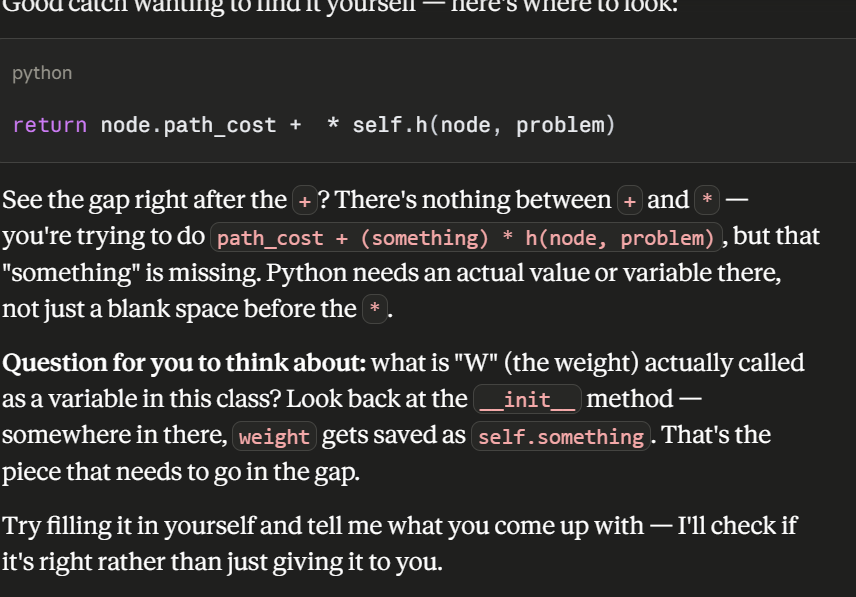 Good catch wanting to find it yourself — here's where to look:
python
return node.path_cost +  * self.h(node, problem)
See the gap right after the +? There's nothing between + and * —
you're trying to do path_cost + (something) * h(node, problem), but that
"something" is missing. Python needs an actual value or variable there,
not just a blank space before the *.
Question for you to think about: what is "W" (the weight) actually called
as a variable in this class? Look back at the __init__ method —
somewhere in there, weight gets saved as self.something. That's the
piece that needs to go in the gap.
Try filling it in yourself and tell me what you come up with — I'll check if
it's right rather than just giving it to you.